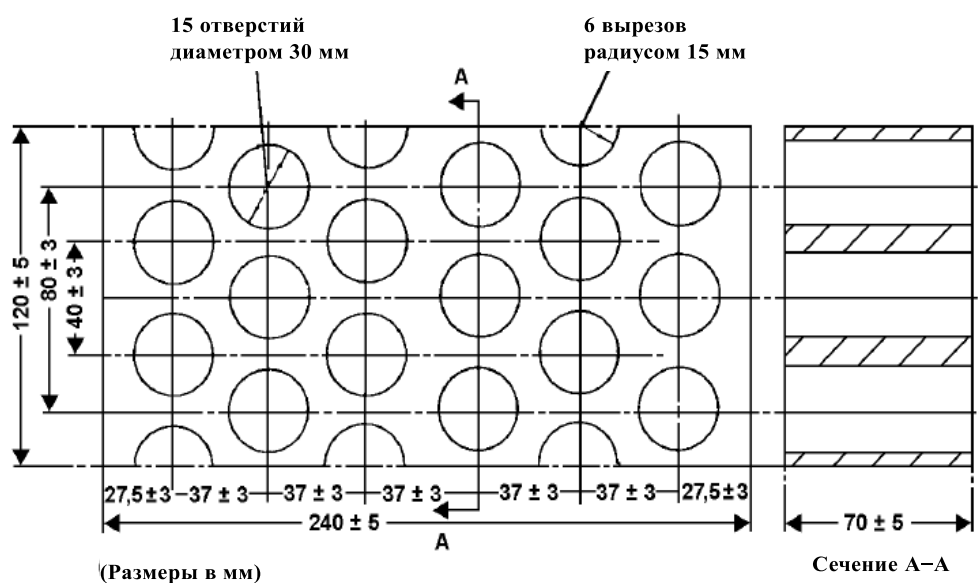 15 отверстий
диаметром 30 мм
6 вырезов
радиусом 15 мм
A
120 ± 5
80 ± 3
40 ± 3
27,5 ± 3
37 ± 3
37 ± 3
37 ± 3
37 ± 3
37 ± 3
27,5 ± 3
240 ± 5
A
70 ± 5
(Размеры в мм)
Сечение А–А